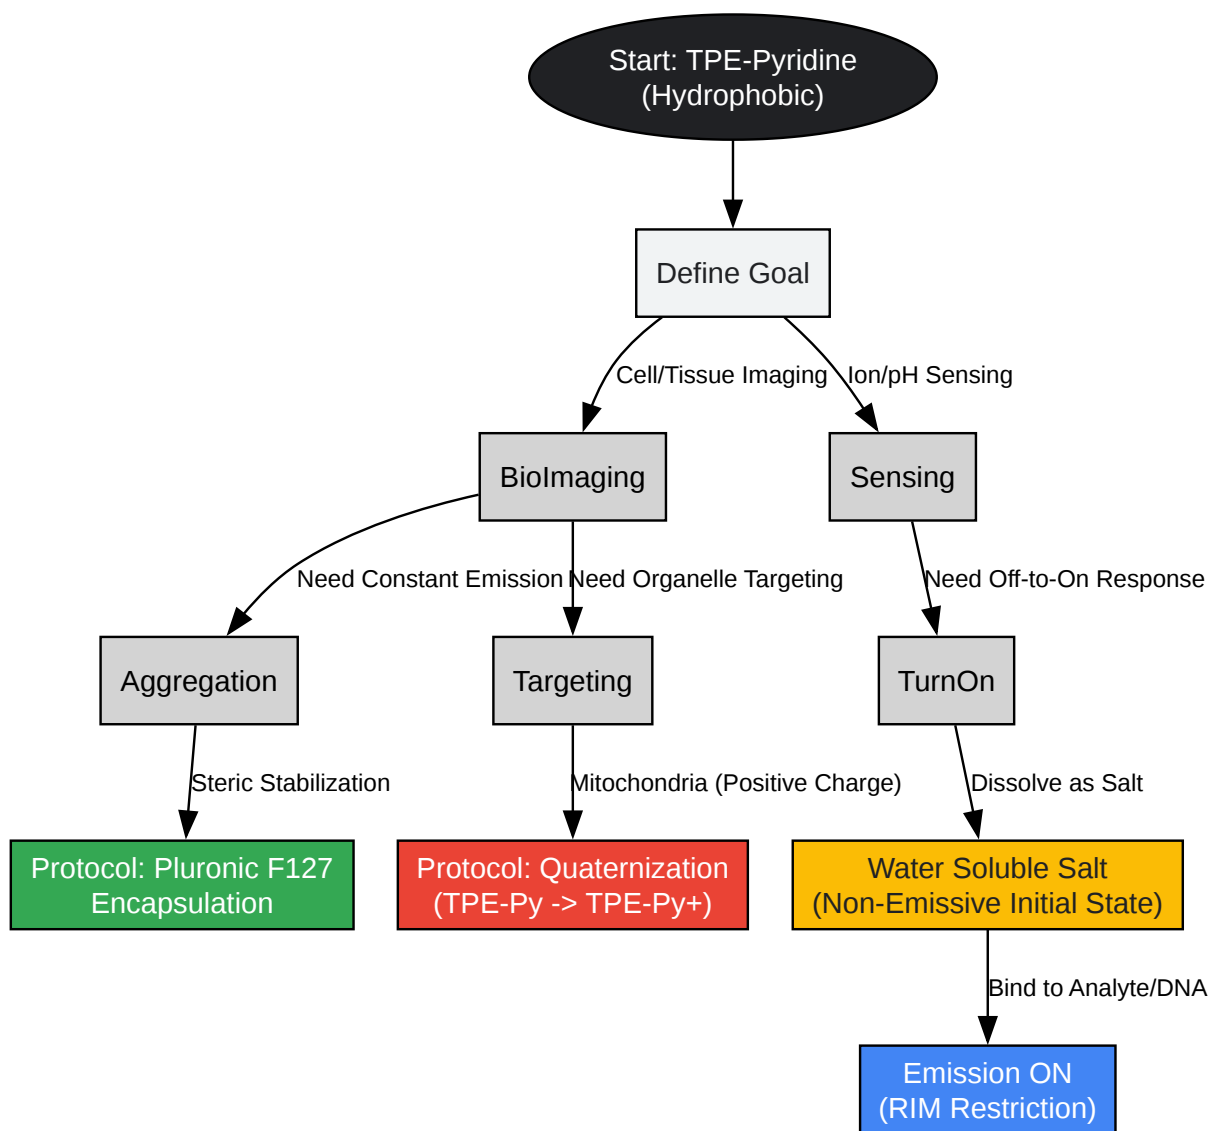 Start: TPE-Pyridine
(Hydrophobic)
Define Goal
Cell/Tissue Imaging
Ion/pH Sensing
BioImaging
Sensing
Need Constant Emission
Need Organelle Targeting
Need Off-to-On Response
Aggregation
Targeting
TurnOn
Steric Stabilization
Mitochondria (Positive Charge)
Dissolve as Salt
Protocol: Pluronic F127
Encapsulation
Protocol: Quaternization
(TPE-Py -> TPE-Py+)
Water Soluble Salt
(Non-Emissive Initial State)
Bind to Analyte/DNA
Emission ON
(RIM Restriction)